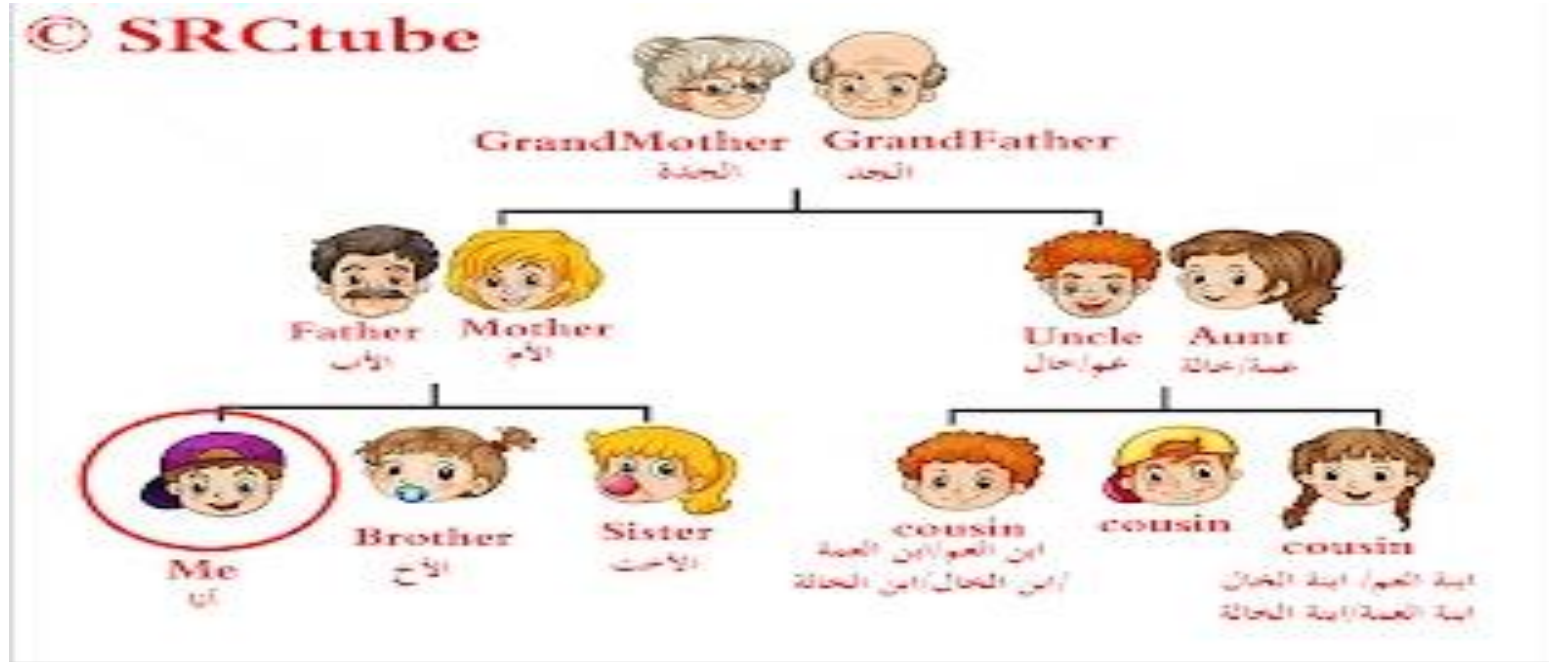 © SRCtube
GrandMother GrandFather
الجدة الجد
Father Mother
الأب الأم
Uncle Aunt
عم/خال عمة/خالة
Me
أنا
Brother
الأخ
Sister
الأخت
cousin
ابن العم/ابن العمة
/ابن الخال/ابن الخالة
cousin
cousin
ابنة العم/ ابنة الخال
ابنة العمة/ابنة الخالة